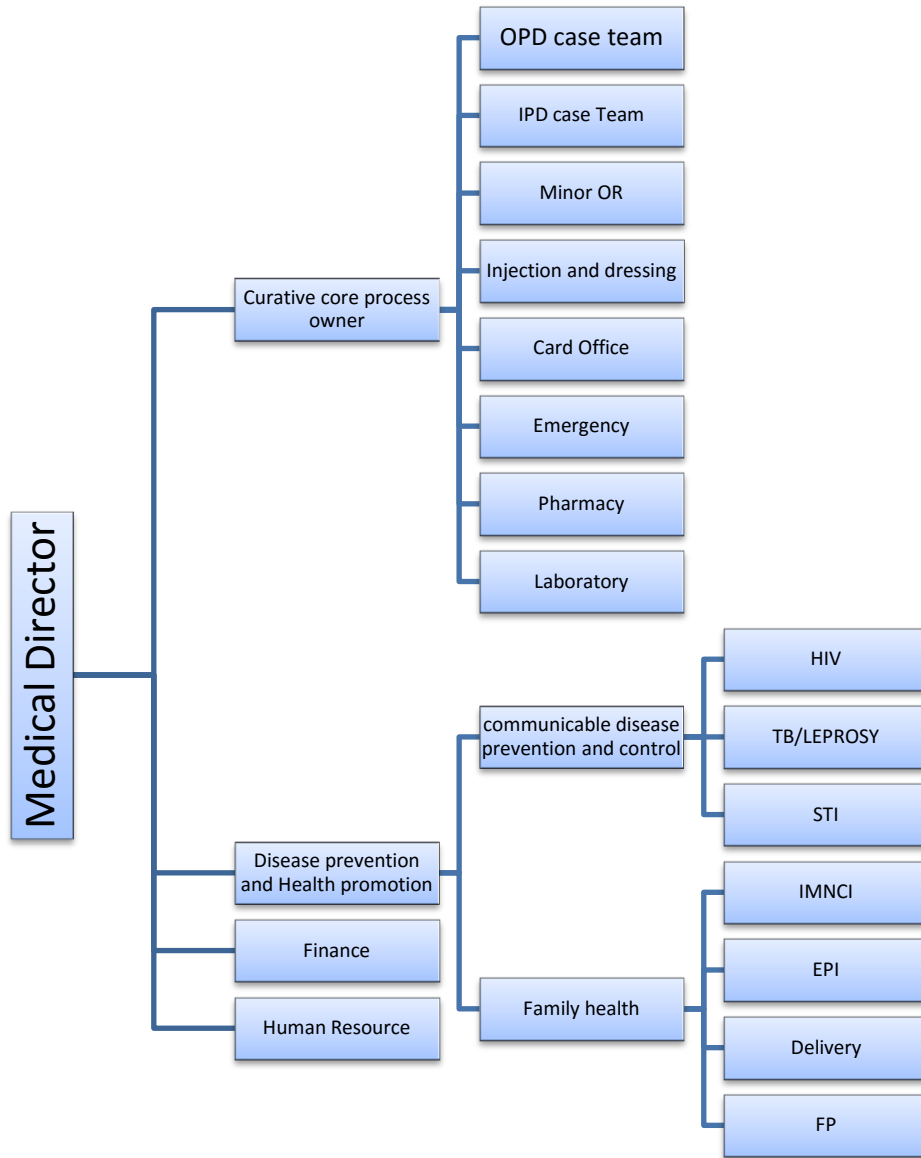 Medical Director
Curative core process
owner
OPD case team
IPD case Team
Minor OR
Injection and dressing
Card Office
Emergency
Pharmacy
Laboratory
Disease prevention
and Health promotion
communicable disease
prevention and control
HIV
TB/LEPROSY
STI
Family health
IMNCI
EPI
Delivery
FP
Finance
Human Resource